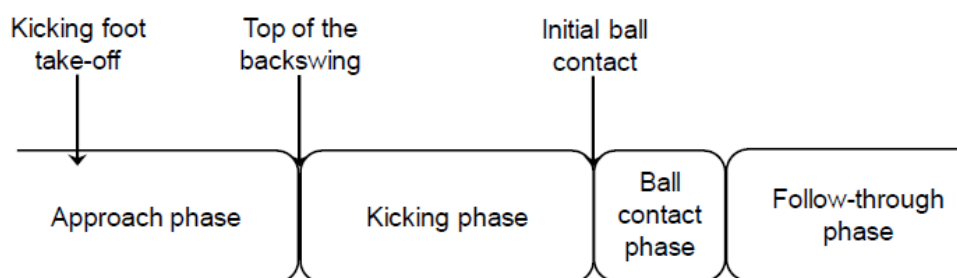 Kicking foot
take-off
Top of the
backswing
Initial ball
contact
Approach phase
Kicking phase
Ball
contact
phase
Follow-through
phase